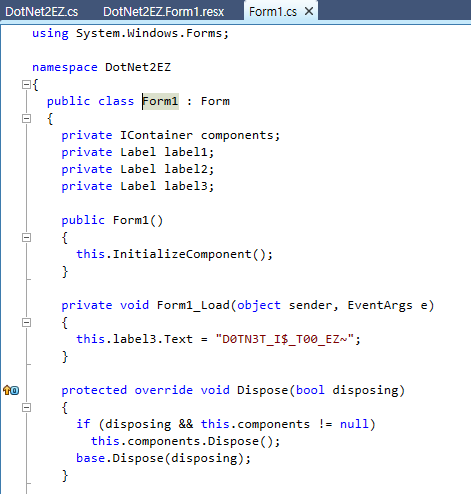 DotNet2EZ.cs DotNet2EZ.Form1.resx Form1.cs
using System.Windows.Forms;
namespace DotNet2EZ
{
public class Form1 : Form
{
private IContainer components;
private Label label1;
private Label label2;
private Label label3;
public Form1()
{
this.InitializeComponent();
}
private void Form1_Load(object sender, EventArgs e)
{
this.label3.Text = "D0TN3T_I$_T00_EZ~";
}
protected override void Dispose(bool disposing)
{
if (disposing && this.components != null)
this.components.Dispose();
base.Dispose(disposing);
}